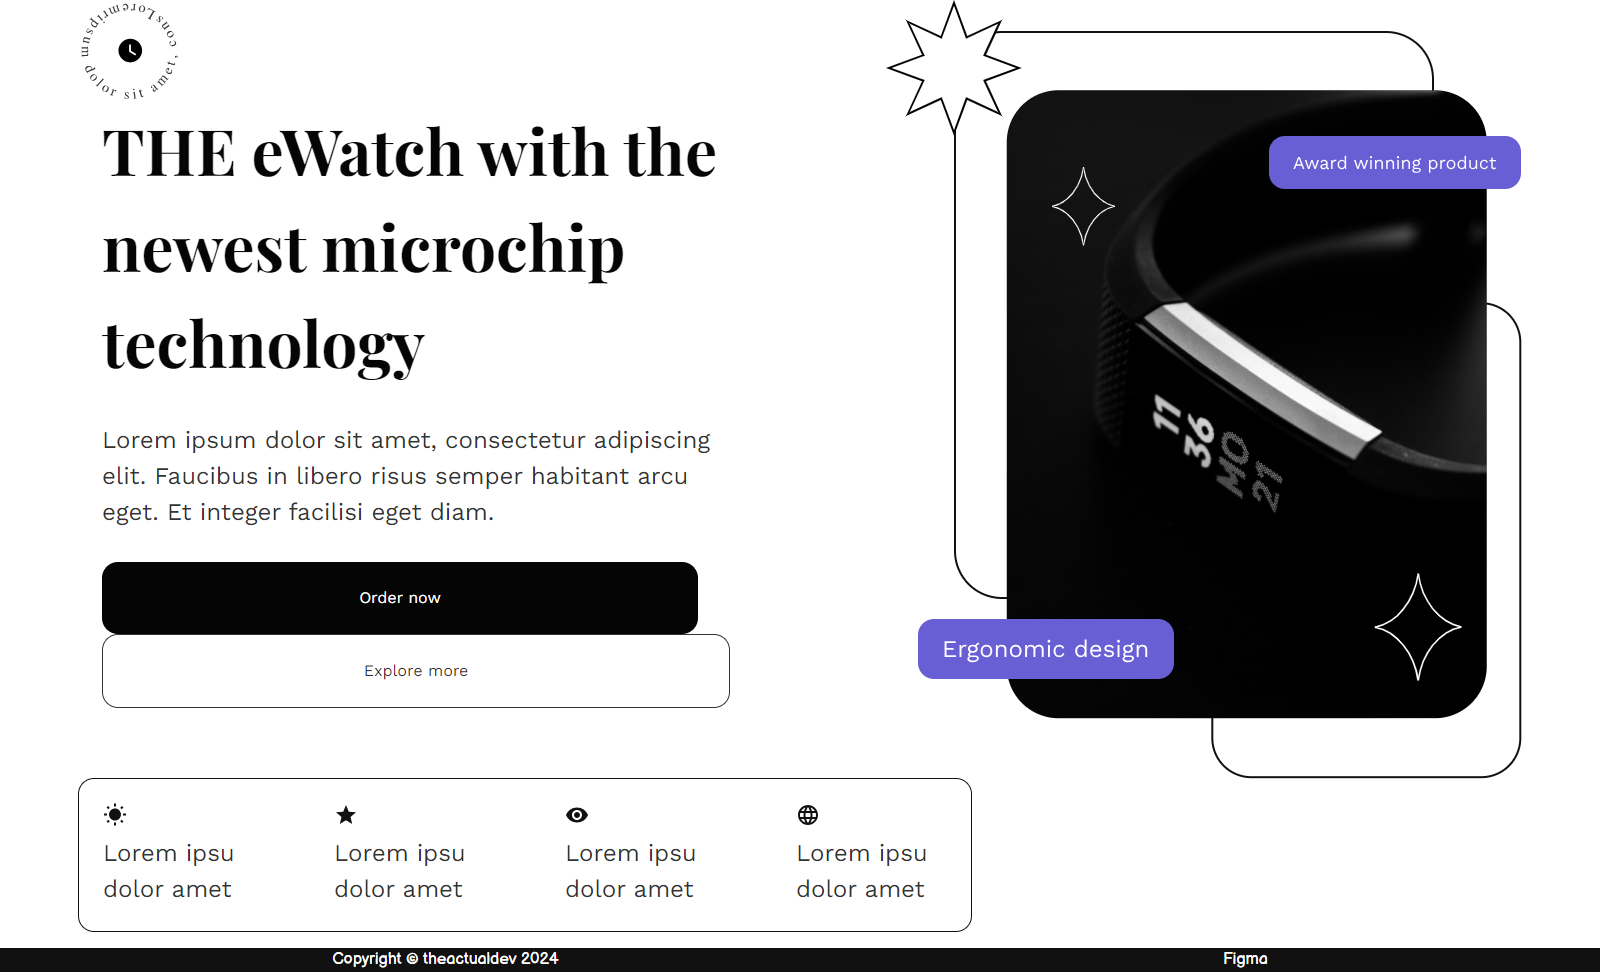 Loremripsum dolor sit amet, cons
THE eWatch with the
newest microchip
technology
Lorem ipsum dolor sit amet, consectetur adipiscing
elit. Faucibus in libero risus semper habitant arcu
eget. Et integer facilisi eget diam.
Order now
Explore more
Award winning product
11
36
MO
21
Ergonomic design
Lorem ipsu
dolor amet
Lorem ipsu
dolor amet
Lorem ipsu
dolor amet
Lorem ipsu
dolor amet
Copyright © theactualdev 2024
Figma